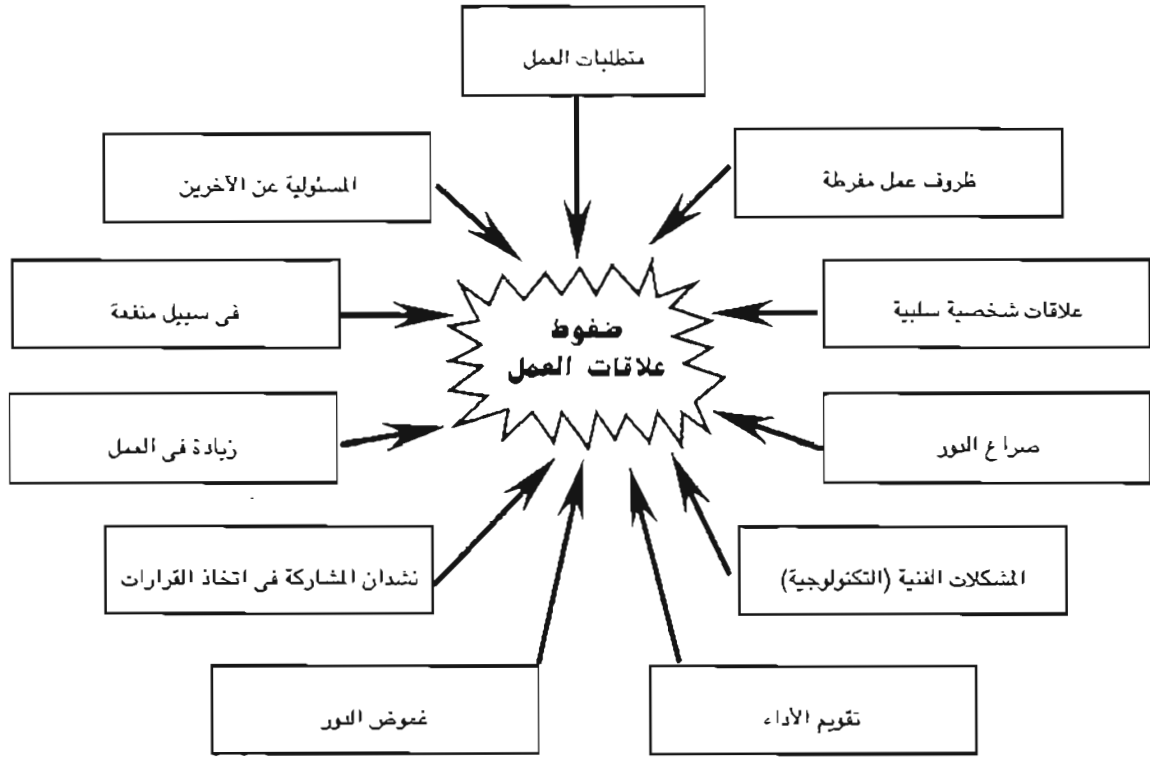 متطلبات العمل
ظروف عمل مفرطة
المسئولية عن الآخرين
علاقات شخصية سلبية
فى سبيل منفعة
ضغوط
علاقات العمل
صراع الدور
زيادة فى العمل
المشكلات الفنية (التكنولوجية)
نشدان المشاركة فى اتخاذ القرارات
تقويم الأداء
غموض الدور